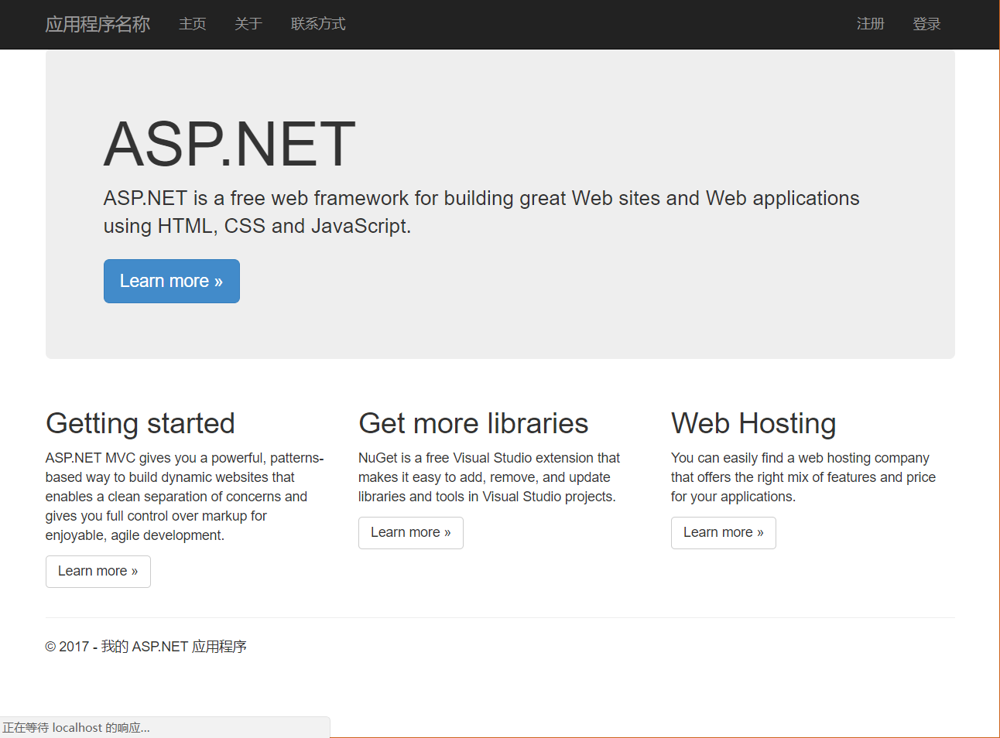 应用程序名称 主页 关于 联系方式 注册 登录
ASP.NET
ASP.NET is a free web framework for building great Web sites and Web applications
using HTML, CSS and JavaScript.
Learn more »
Getting started
ASP.NET MVC gives you a powerful, patterns-
based way to build dynamic websites that
enables a clean separation of concerns and
gives you full control over markup for
enjoyable, agile development.
Learn more »
Get more libraries
NuGet is a free Visual Studio extension that
makes it easy to add, remove, and update
libraries and tools in Visual Studio projects.
Learn more »
Web Hosting
You can easily find a web hosting company
that offers the right mix of features and price
for your applications.
Learn more »
© 2017 - 我的 ASP.NET 应用程序
正在等待 localhost 的响应...